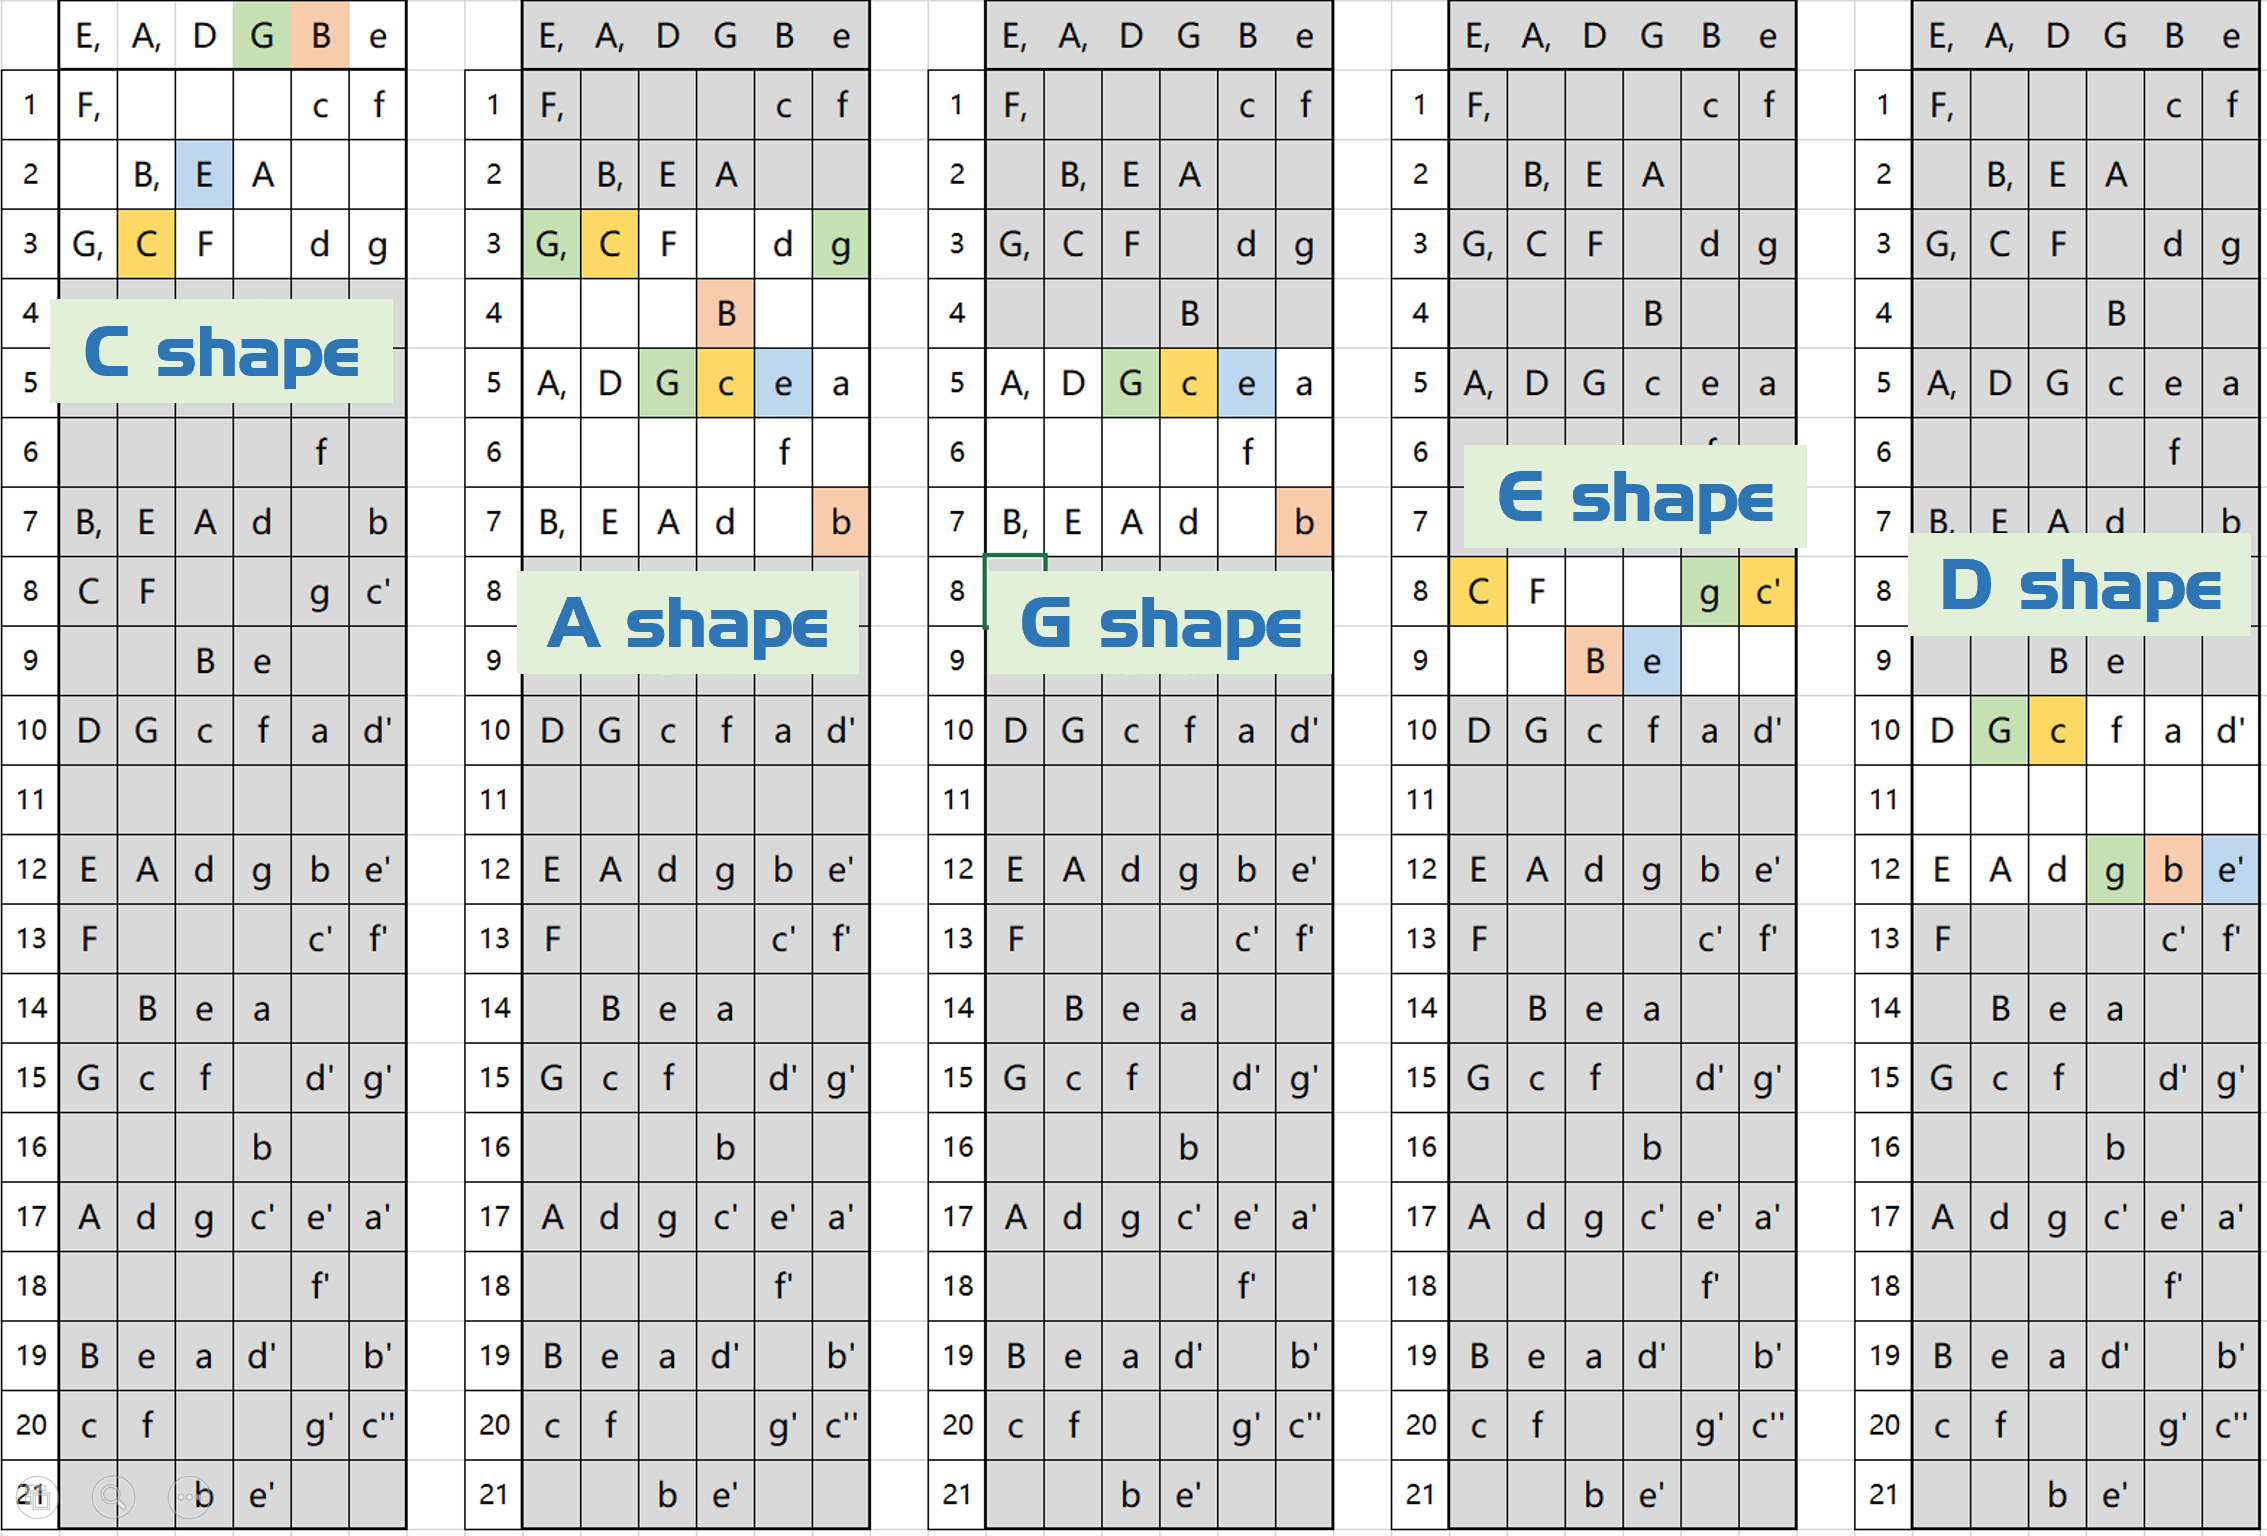 E, A, D G B e E, A, D G B e E, A, D G B e E, A, D G B e E, A, D G B e
1 F, c f 1 F, c f 1 F, c f 1 F, c f 1 F, c f
2 B, E A 2 B, E A 2 B, E A 2 B, E A 2 B, E A
3 G, C F d g 3 G, C F d g 3 G, C F d g 3 G, C F d g 3 G, C F d g
4 4 B 4 B 4 B 4 B
C shape
5 5 A, D G c e a 5 A, D G c e a 5 A, D G c e a 5 A, D G c e a
6 f 6 f 6 f 6 6 f
E shape
7 B, E A d b 7 B, E A d b 7 B, E A d b 7 7 B, E A d b
D shape
8 C F g c' 8 8 8 C F g c' 8
A shape G shape
9 B e 9 9 9 B e 9 B e
10 D G c f a d' 10 D G c f a d' 10 D G c f a d' 10 D G c f a d' 10 D G c f a d'
11 11 11 11 11
12 E A d g b e' 12 E A d g b e' 12 E A d g b e' 12 E A d g b e' 12 E A d g b e'
13 F c' f' 13 F c' f' 13 F c' f' 13 F c' f' 13 F c' f'
14 B e a 14 B e a 14 B e a 14 B e a 14 B e a
15 G c f d' g' 15 G c f d' g' 15 G c f d' g' 15 G c f d' g' 15 G c f d' g'
16 b 16 b 16 b 16 b 16 b
17 A d g c' e' a' 17 A d g c' e' a' 17 A d g c' e' a' 17 A d g c' e' a' 17 A d g c' e' a'
18 f' 18 f' 18 f' 18 f' 18 f'
19 B e a d' b' 19 B e a d' b' 19 B e a d' b' 19 B e a d' b' 19 B e a d' b'
20 c f g' c'' 20 c f g' c'' 20 c f g' c'' 20 c f g' c'' 20 c f g' c''
21 b e' 21 b e' 21 b e' 21 b e' 21 b e'